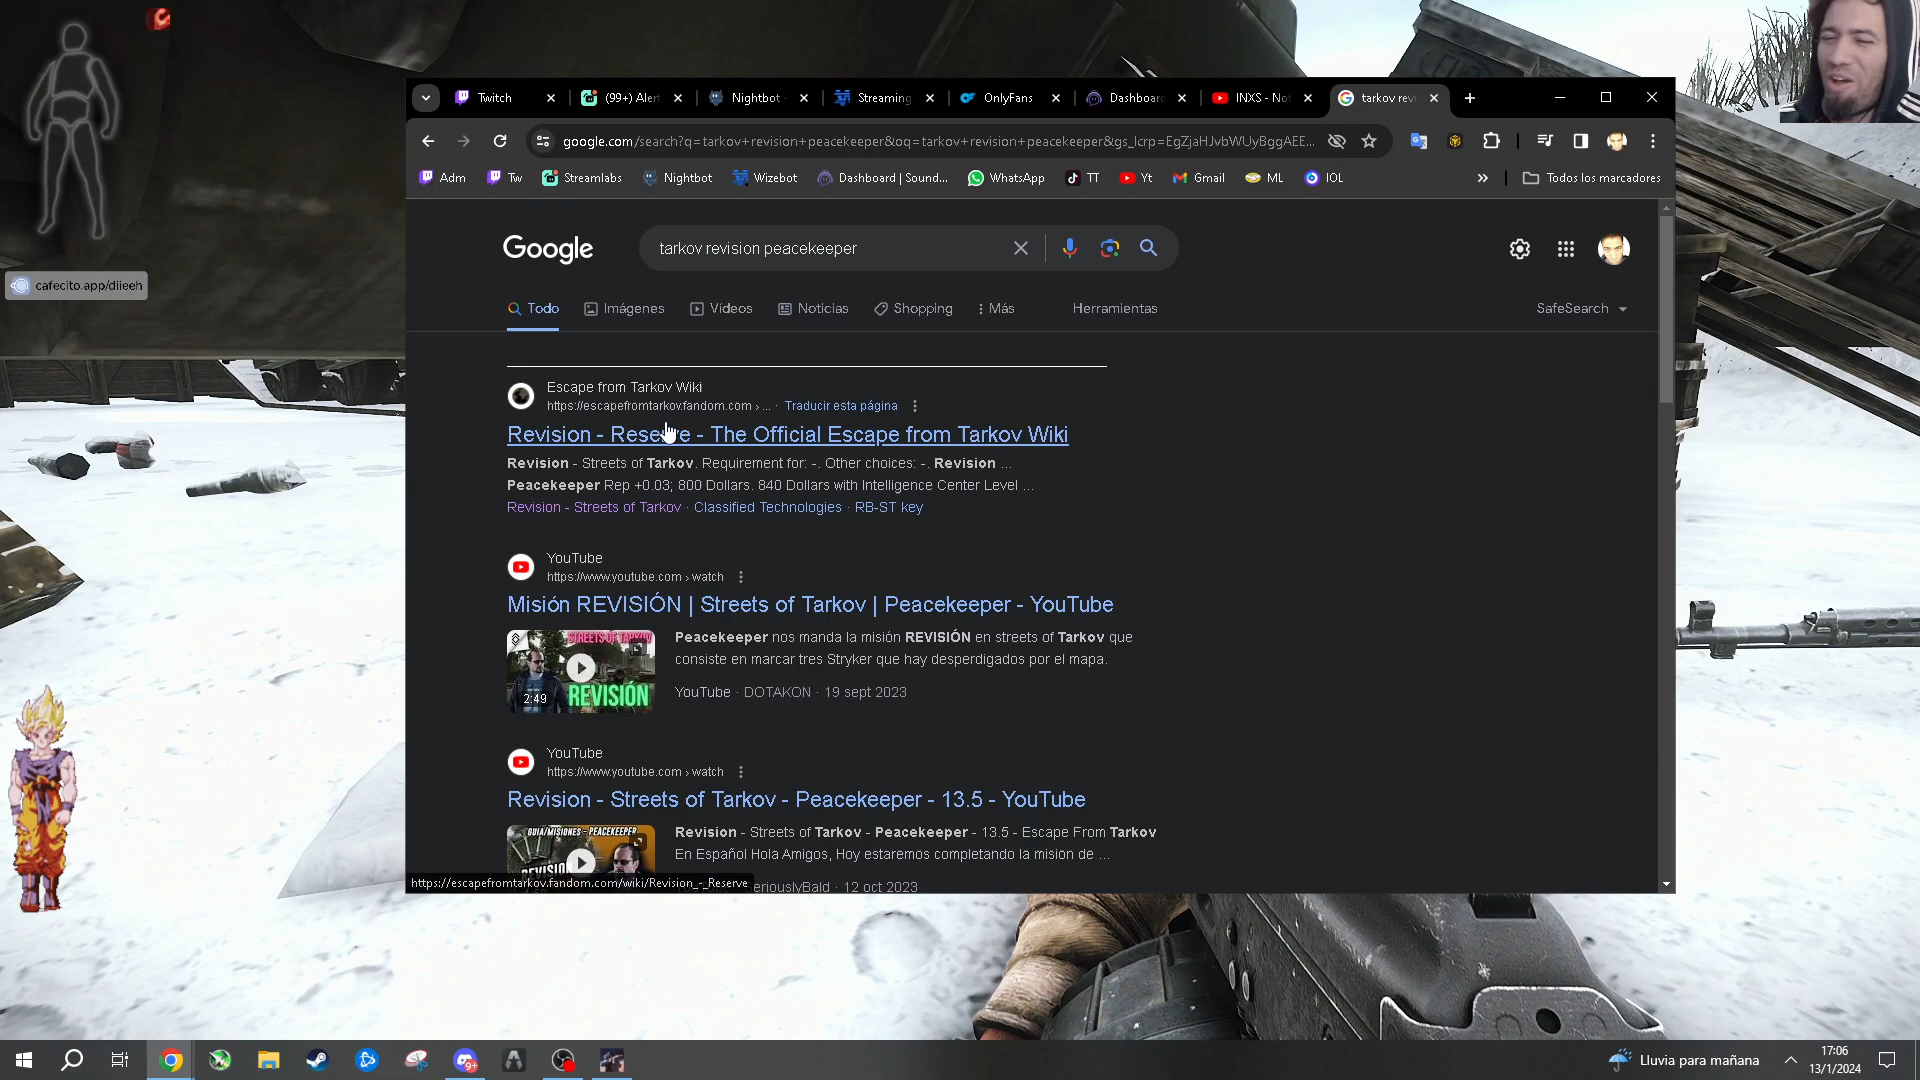 Twitch
(99+) Alert
Nightbot -
Streaming
OnlyFans
Dashboard
INXS - Not
tarkov revi
google.com/search?q=tarkov+revision+peacekeeper&oq=tarkov+revision+peacekeeper&gs_lcrp=EgZjaHJvbWUyBggAEE...
Adm
Tw
Streamlabs
Nightbot
Wizebot
Dashboard | Sound...
WhatsApp
TT
Yt
Gmail
ML
IOL
»
Todos los marcadores
Google
tarkov revision peacekeeper
Todo
Imágenes
Vídeos
Noticias
Shopping
Más
Herramientas
SafeSearch
cafecito.app/diieeh
Escape from Tarkov Wiki
https://escapefromtarkov.fandom.com › ... · Traducir esta página
Revision - Reserve - The Official Escape from Tarkov Wiki
Revision - Streets of Tarkov. Requirement for: -. Other choices: -. Revision ...
Peacekeeper Rep +0.03; 800 Dollars. 840 Dollars with Intelligence Center Level ...
Revision - Streets of Tarkov · Classified Technologies · RB-ST key
YouTube
https://www.youtube.com › watch
Misión REVISIÓN | Streets of Tarkov | Peacekeeper - YouTube
STREETS OF TARKOV
REVISIÓN
2:49
Peacekeeper nos manda la misión REVISIÓN en streets of Tarkov que
consiste en marcar tres Stryker que hay desperdigados por el mapa.
YouTube · DOTAKON · 19 sept 2023
YouTube
https://www.youtube.com › watch
Revision - Streets of Tarkov - Peacekeeper - 13.5 - YouTube
GUIA/MISIONES - PEACEKEEPER
REVISION
Revision - Streets of Tarkov - Peacekeeper - 13.5 - Escape From Tarkov
En Español Hola Amigos, Hoy estaremos completando la mision de ...
eriouslyBald · 12 oct 2023
https://escapefromtarkov.fandom.com/wiki/Revision_-_Reserve
9+
Lluvia para mañana
17:06
13/1/2024